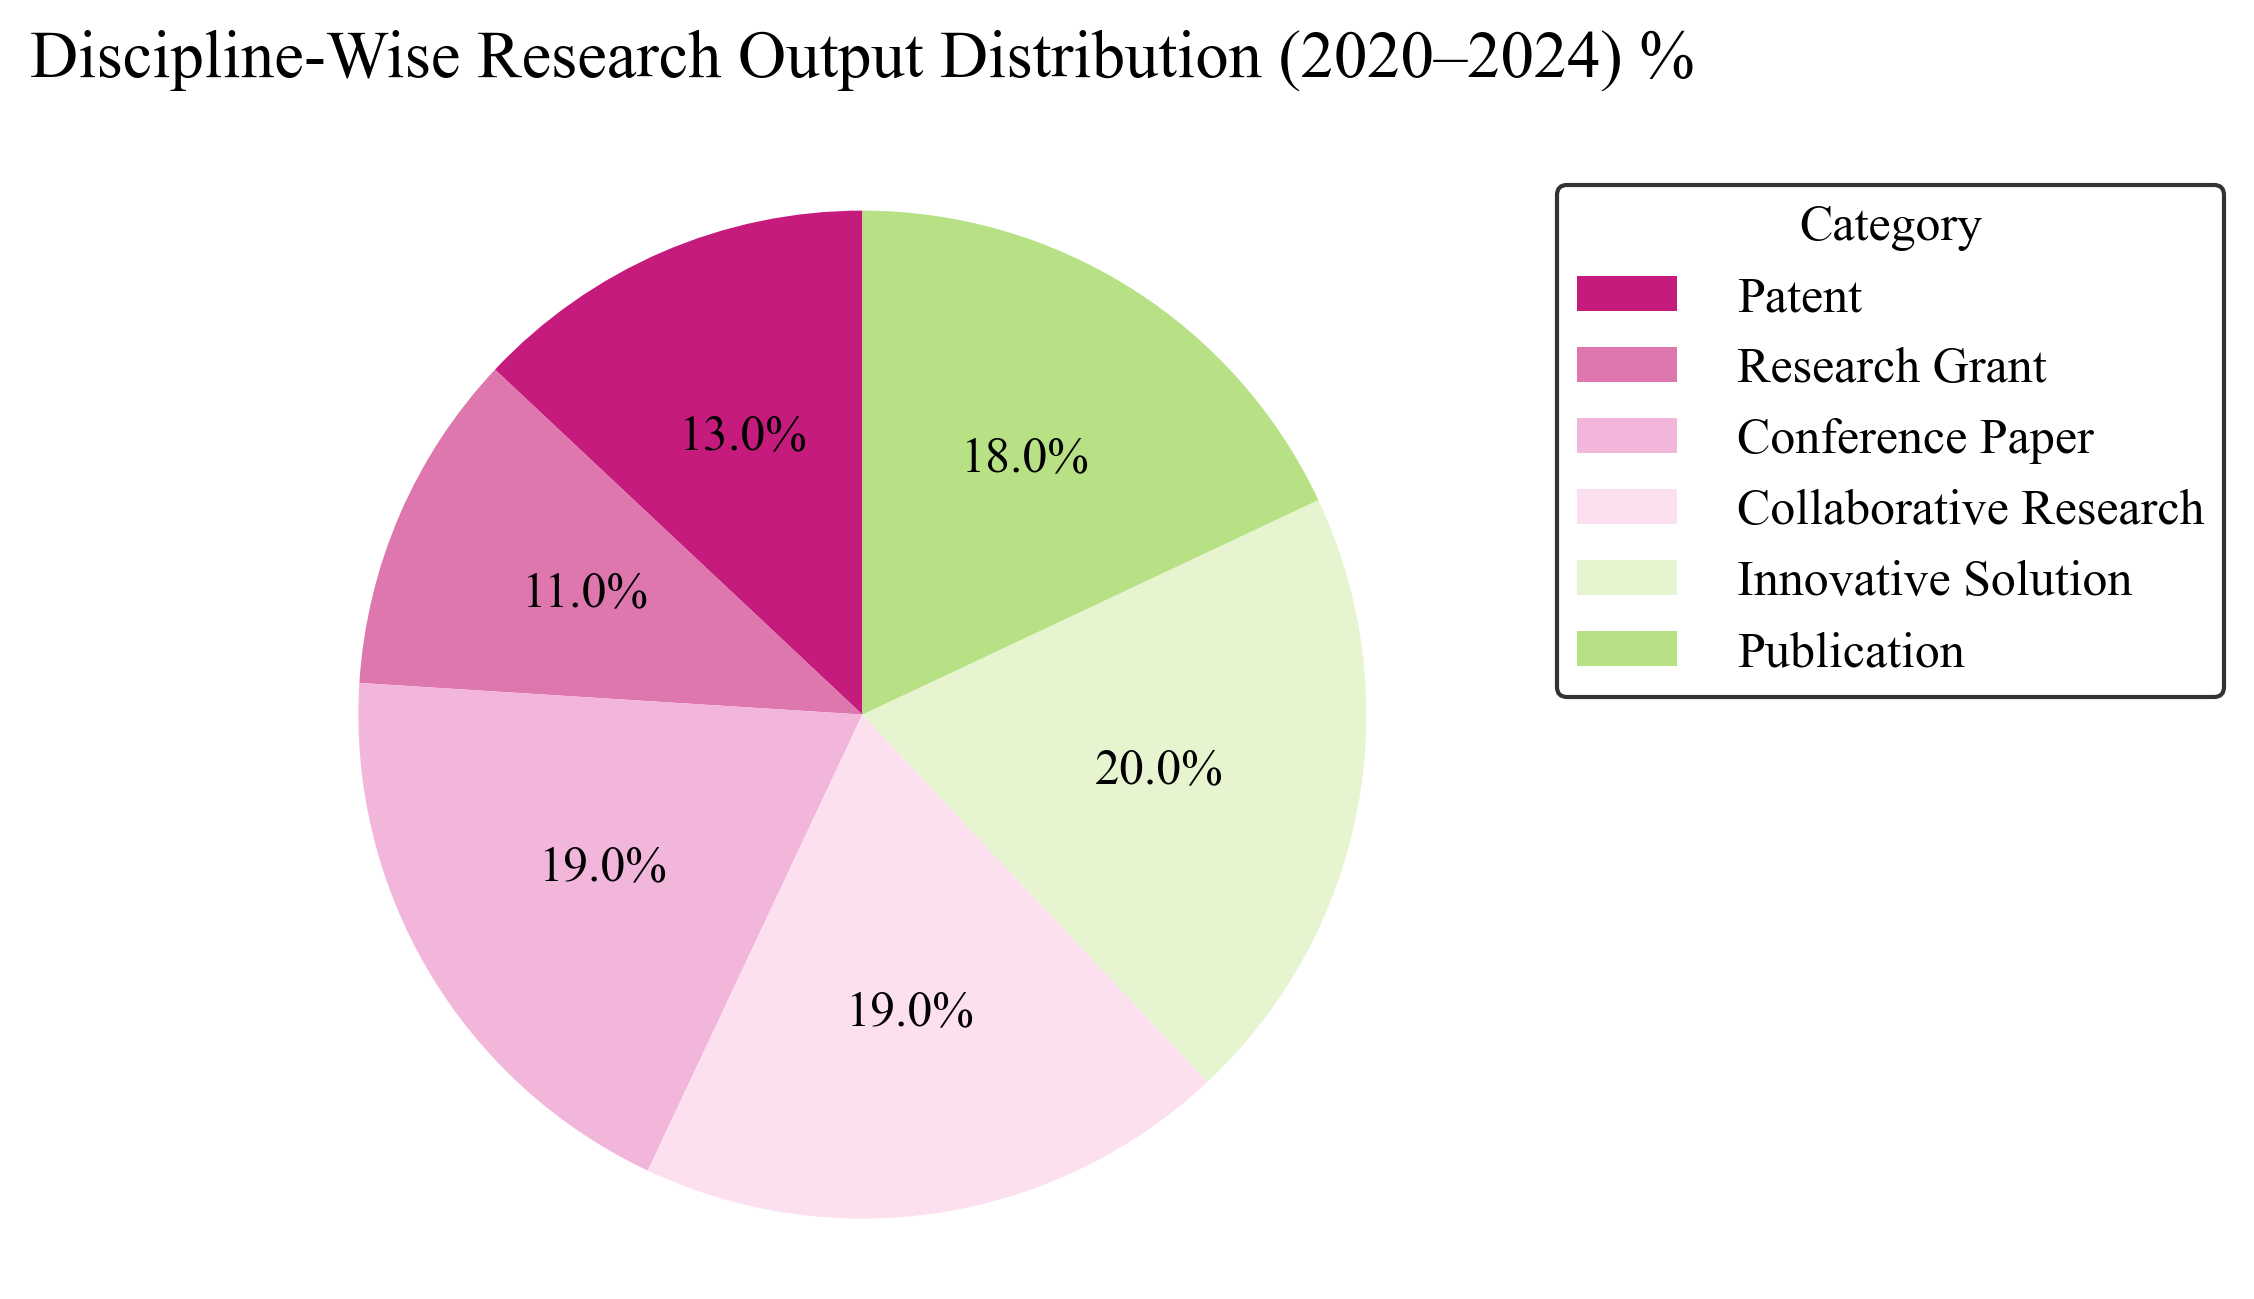 Discipline-Wise Research Output Distribution (2020–2024) %
Category
Patent
Research Grant
Conference Paper
Collaborative Research
Innovative Solution
Publication
13.0%
18.0%
11.0%
20.0%
19.0%
19.0%